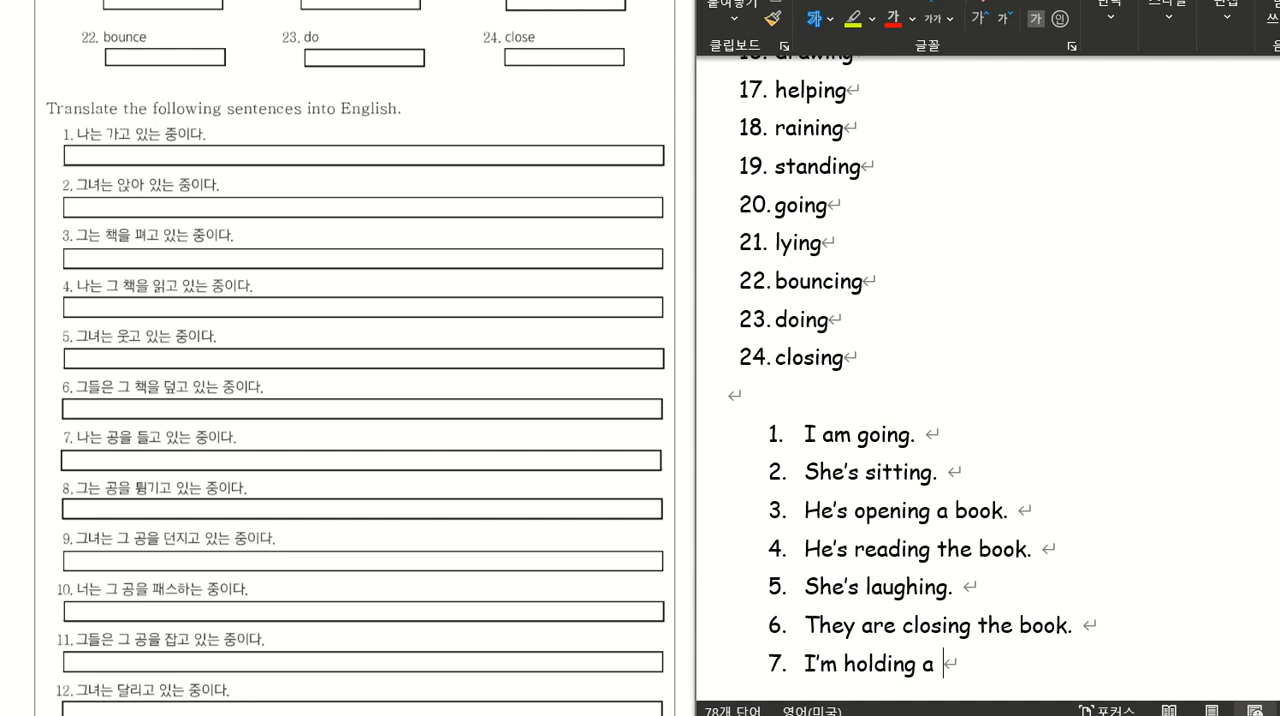 22. bounce
23. do
24. close
Translate the following sentences into English.
1. 나는 가고 있는 중이다.
2. 그녀는 앉아 있는 중이다.
3. 그는 책을 펴고 있는 중이다.
4. 나는 그 책을 읽고 있는 중이다.
5. 그녀는 웃고 있는 중이다.
6. 그들은 그 책을 덮고 있는 중이다.
7. 나는 공을 들고 있는 중이다.
8. 그는 공을 튕기고 있는 중이다.
9. 그녀는 그 공을 던지고 있는 중이다.
10. 너는 그 공을 패스하는 중이다.
11. 그들은 그 공을 잡고 있는 중이다.
12. 그녀는 달리고 있는 중이다.
가
가가
가
가
가
클립보드
글꼴
17. helping
18. raining
19. standing
20. going
21. lying
22. bouncing
23. doing
24. closing
1. I am going.
2. She's sitting.
3. He's opening a book.
4. He's reading the book.
5. She's laughing.
6. They are closing the book.
7. I'm holding a
78개 단어
영어(미국)
포커스